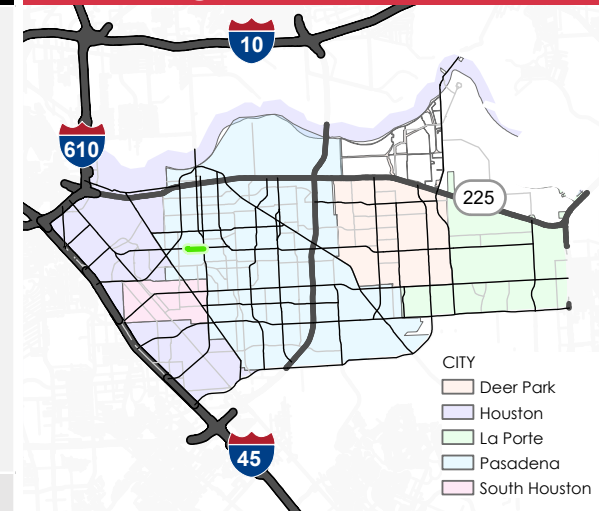 10
610
225
CITY
Deer Park
Houston
La Porte
Pasadena
South Houston
45